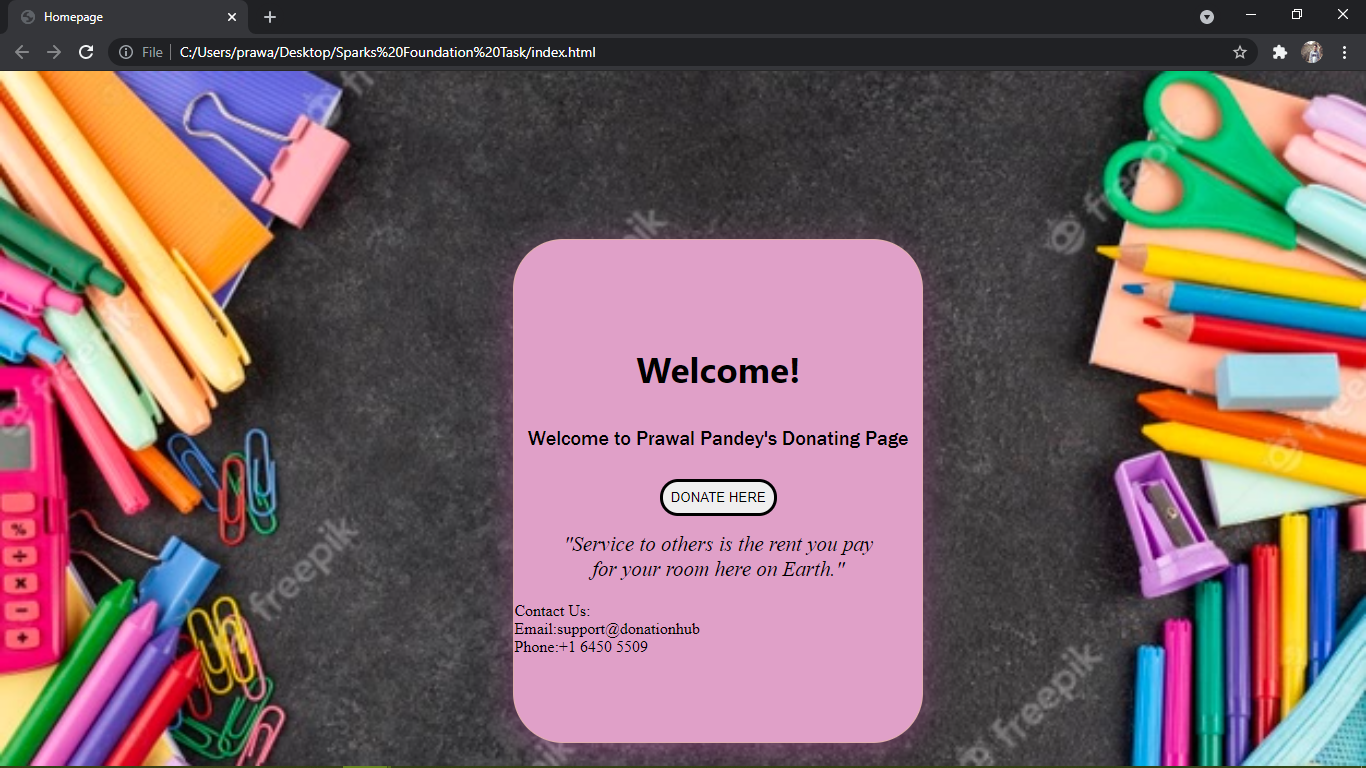 Homepage
File
C:/Users/prawa/Desktop/Sparks%20Foundation%20Task/index.html
freepik
freepik
freepik
freepik
Welcome!
Welcome to Prawal Pandey's Donating Page
DONATE HERE
"Service to others is the rent you pay
for your room here on Earth."
Contact Us:
Email:support@donationhub
Phone:+1 6450 5509
freepik
freepik